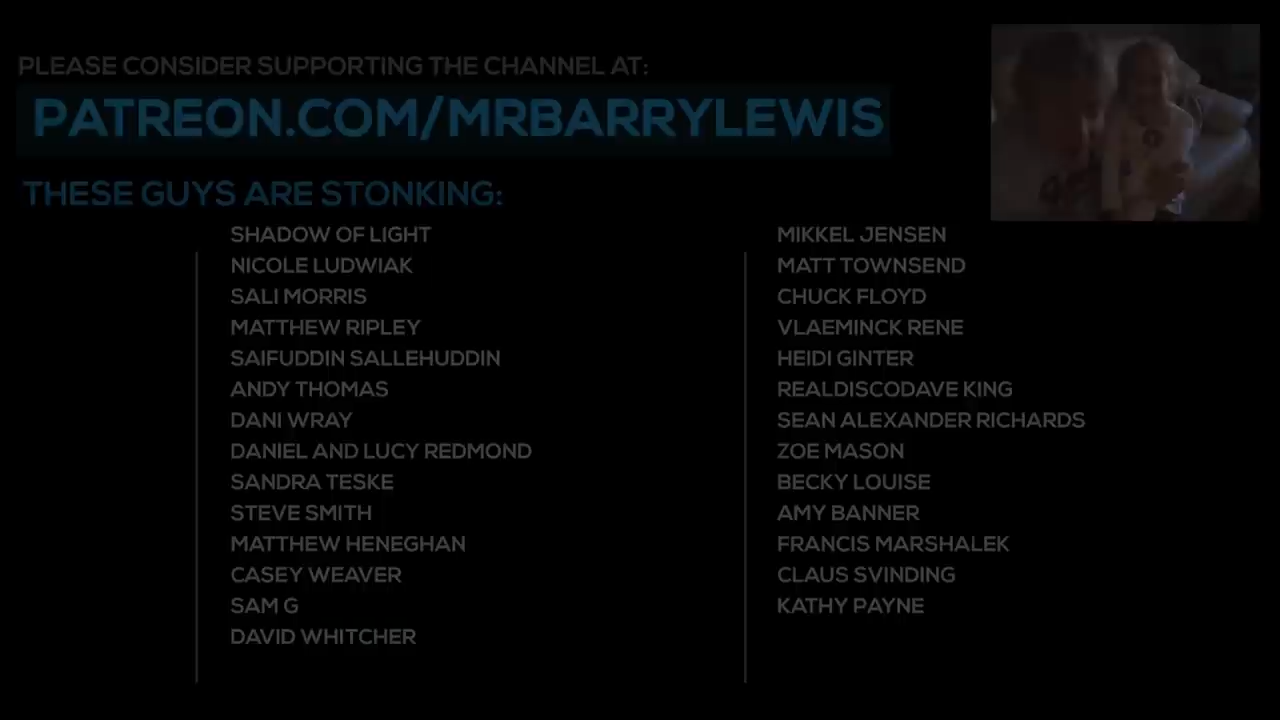 PLEASE CONSIDER SUPPORTING THE CHANNEL AT:
PATREON.COM/MRBARRYLEWIS
THESE GUYS ARE STONKING:
SHADOW OF LIGHT
NICOLE LUDWIAK
SALI MORRIS
MATTHEW RIPLEY
SAIFUDDIN SALLEHUDDIN
ANDY THOMAS
DANI WRAY
DANIEL AND LUCY REDMOND
SANDRA TESKE
STEVE SMITH
MATTHEW HENEGHAN
CASEY WEAVER
SAM G
DAVID WHITCHER
MIKKEL JENSEN
MATT TOWNSEND
CHUCK FLOYD
VLAEMINCK RENE
HEIDI GINTER
REALDISCODAVE KING
SEAN ALEXANDER RICHARDS
ZOE MASON
BECKY LOUISE
AMY BANNER
FRANCIS MARSHALEK
CLAUS SVINDING
KATHY PAYNE